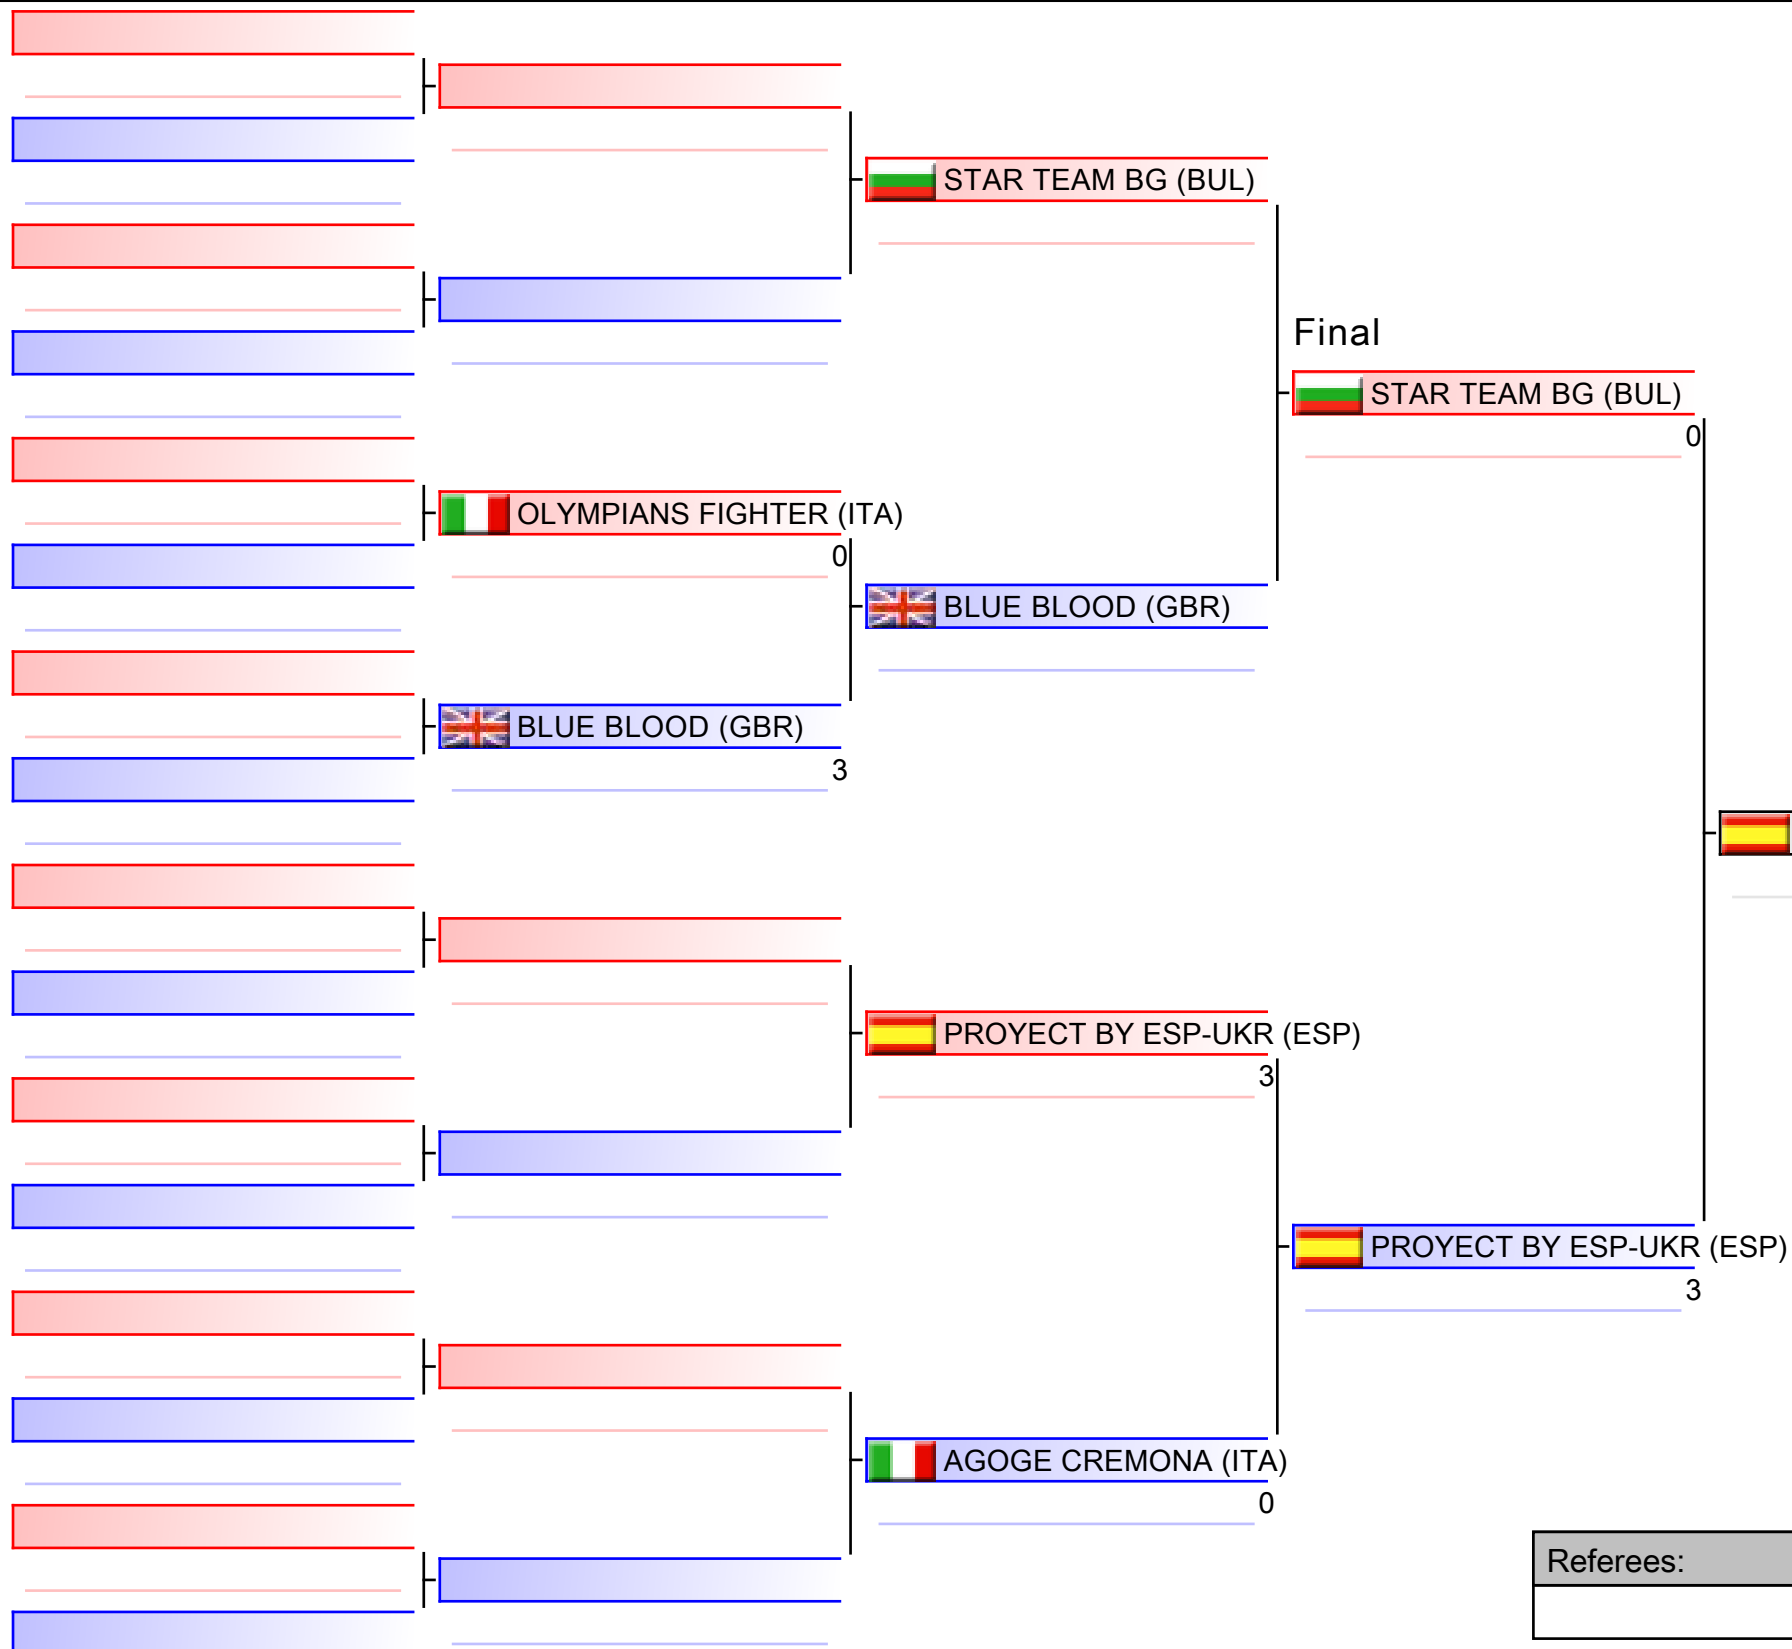 STAR TEAM BG (BUL)
Final
STAR TEAM BG (BUL)
0
OLYMPIANS FIGHTER (ITA)
0
BLUE BLOOD (GBR)
BLUE BLOOD (GBR)
3
PROYECT BY ESP-UKR (ESP)
3
PROYECT BY ESP-UKR (ESP)
3
AGOGE CREMONA (ITA)
0
Referees: